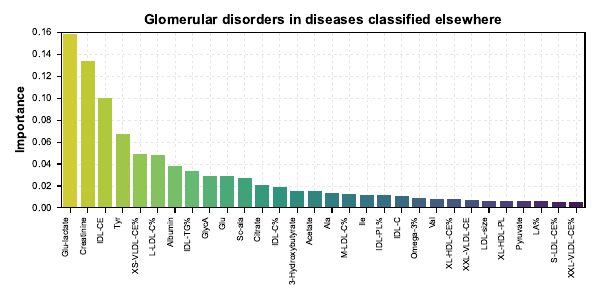 Glomerular disorders in diseases classified elsewhere
Importance
0.16
0.14
0.12
0.10
0.08
0.06
0.04
0.02
0.00
Glu-lactate
Creatinine
IDL-CE
Tyr
XS-VLDL-CE%
L-LDL-C%
Albumin
IDL-TG%
GlycA
Glu
Sc-ala
Citrate
IDL-C%
3-Hydroxybutyrate
Acetate
Ala
M-LDL-C%
Ile
IDL-PL%
IDL-C
Omega-3%
Val
XL-HDL-CE%
XXL-VLDL-CE
LDL-size
XL-HDL-PL
Pyruvate
LA%
S-LDL-CE%
XXL-VLDL-CE%